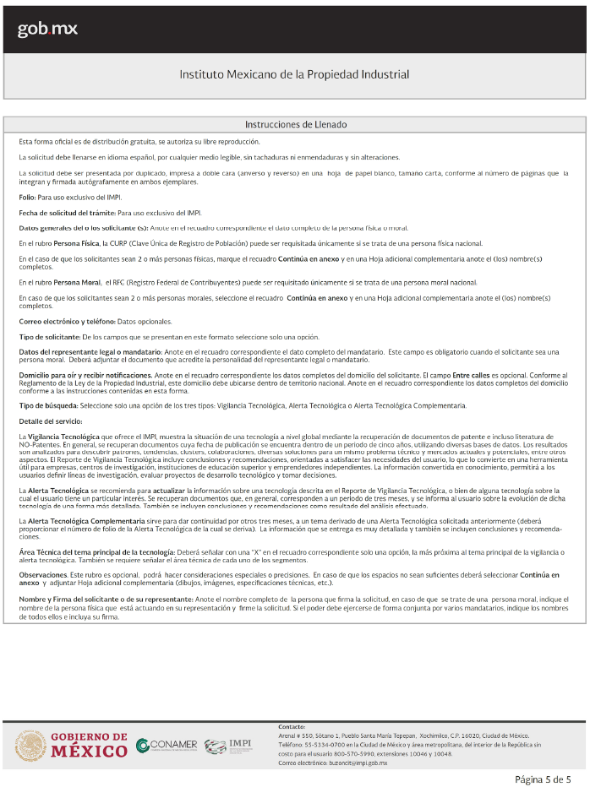 gob.mx
Instituto Mexicano de la Propiedad Industrial
Instrucciones de Llenado
Esta forma oficial es de distribución gratuita, se autoriza su libre reproducción.
La solicitud debe llenarse en idioma español, por cualquier medio legible, sin tachaduras ni enmendaduras y sin alteraciones.
La solicitud debe ser presentada por duplicado, impresa a doble cara (anverso y reverso) en una hoja de papel blanco, tamaño carta, conforme al número de páginas que la
integran y firmada autógrafamente en ambos ejemplares.
Folio: Para uso exclusivo del IMPI.
Fecha de solicitud del trámite: Para uso exclusivo del IMPI.
Datos generales del o los solicitante (s): Anote en el recuadro correspondiente el dato completo de la persona física o moral.
En el rubro Persona Física, la CURP (Clave Única de Registro de Población) puede ser requisitada únicamente si se trata de una persona física nacional.
En el caso de que los solicitantes sean 2 o más personas físicas, marque el recuadro Continúa en anexo y en una Hoja adicional complementaria anote el (los) nombre(s)
completos.
En el rubro Persona Moral, el RFC (Registro Federal de Contribuyentes) puede ser requisitado únicamente si se trata de una persona moral nacional.
En caso de que los solicitantes sean 2 o más personas morales, seleccione el recuadro Continúa en anexo y en una Hoja adicional complementaria anote el (los) nombre(s)
completos.
Correo electrónico y teléfono: Datos opcionales.
Tipo de solicitante: De los campos que se presentan en este formato seleccione solo una opción.
Datos del representante legal o mandatario: Anote en el recuadro correspondiente el dato completo del mandatario. Este campo es obligatorio cuando el solicitante sea una
persona moral. Deberá adjuntar el documento que acredite la personalidad del representante legal o mandatario.
Domicilio para oír y recibir notificaciones. Anote en el recuadro correspondiente los datos completos del domicilio del solicitante. El campo Entre calles es opcional. Conforme al
Reglamento de la Ley de la Propiedad Industrial, este domicilio debe ubicarse dentro de territorio nacional. Anote en el recuadro correspondiente los datos completos del domicilio
conforme a las instrucciones contenidas en esta forma.
Tipo de búsqueda: Seleccione solo una opción de los tres tipos: Vigilancia Tecnológica, Alerta Tecnológica o Alerta Tecnológica Complementaria.
Detalle del servicio:
La Vigilancia Tecnológica que ofrece el IMPI, muestra la situación de una tecnología a nivel global mediante la recuperación de documentos de patente e incluso literatura de
NO-Patentes. En general, se recuperan documentos cuya fecha de publicación se encuentra dentro de un periodo de cinco años, utilizando diversas bases de datos. Los resultados
son analizados para descubrir patrones, tendencias, clusters, colaboraciones, diversas soluciones para un mismo problema técnico y mercados actuales y potenciales, entre otros
aspectos. El Reporte de Vigilancia Tecnológica incluye conclusiones y recomendaciones, orientadas a satisfacer las necesidades del usuario, lo que lo convierte en una herramienta
útil para empresas, centros de investigación, instituciones de educación superior y emprendedores independientes. La información convertida en conocimiento, permitirá a los
usuarios definir líneas de investigación, evaluar proyectos de desarrollo tecnológico y tomar decisiones.
La Alerta Tecnológica se recomienda para actualizar la información sobre una tecnología descrita en el Reporte de Vigilancia Tecnológica, o bien de alguna tecnología sobre la
cual el usuario tiene un particular interés. Se recuperan documentos que, en general, corresponden a un periodo de tres meses, y se informa al usuario sobre la evolución de dicha
tecnología de una forma más detallada. También se incluyen conclusiones y recomendaciones como resultado del análisis efectuado.
La Alerta Tecnológica Complementaria sirve para dar continuidad por otros tres meses, a un tema derivado de una Alerta Tecnológica solicitada anteriormente (deberá
proporcionar el número de folio de la Alerta Tecnológica de la cual se deriva). La información que se entrega es muy detallada y también se incluyen conclusiones y recomenda-
ciones.
Área Técnica del tema principal de la tecnología: Deberá señalar con una "X" en el recuadro correspondiente solo una opción, la más próxima al tema principal de la vigilancia o
alerta tecnológica. También se requiere señalar el área técnica de cada uno de los segmentos.
Observaciones: Este rubro es opcional, podrá hacer consideraciones especiales o precisiones. En caso de que los espacios no sean suficientes deberá seleccionar Continúa en
anexo y adjuntar Hoja adicional complementaria (dibujos, imágenes, especificaciones técnicas, etc.).
Nombre y Firma del solicitante o de su representante: Anote el nombre completo de la persona que firma la solicitud, en caso de que se trate de una persona moral, indique el
nombre de la persona física que está actuando en su representación y firme la solicitud. Si el poder debe ejercerse de forma conjunta por varios mandatarios, indique los nombres
de todos ellos e incluya su firma.
GOBIERNO DE
MÉXICO
CONAMER
IMPI
Contacto:
Arenal # 550, Sótano 1, Pueblo Santa María Tepepan, Xochimilco, C.P. 16020, Ciudad de México.
Teléfono: 55-5334-0700 en la Ciudad de México y área metropolitana, del interior de la República sin
costo para el usuario 800-570-5990, extensiones 10046 y 10048.
Correo electrónico: buzoncit@impi.gob.mx
Página 5 de 5